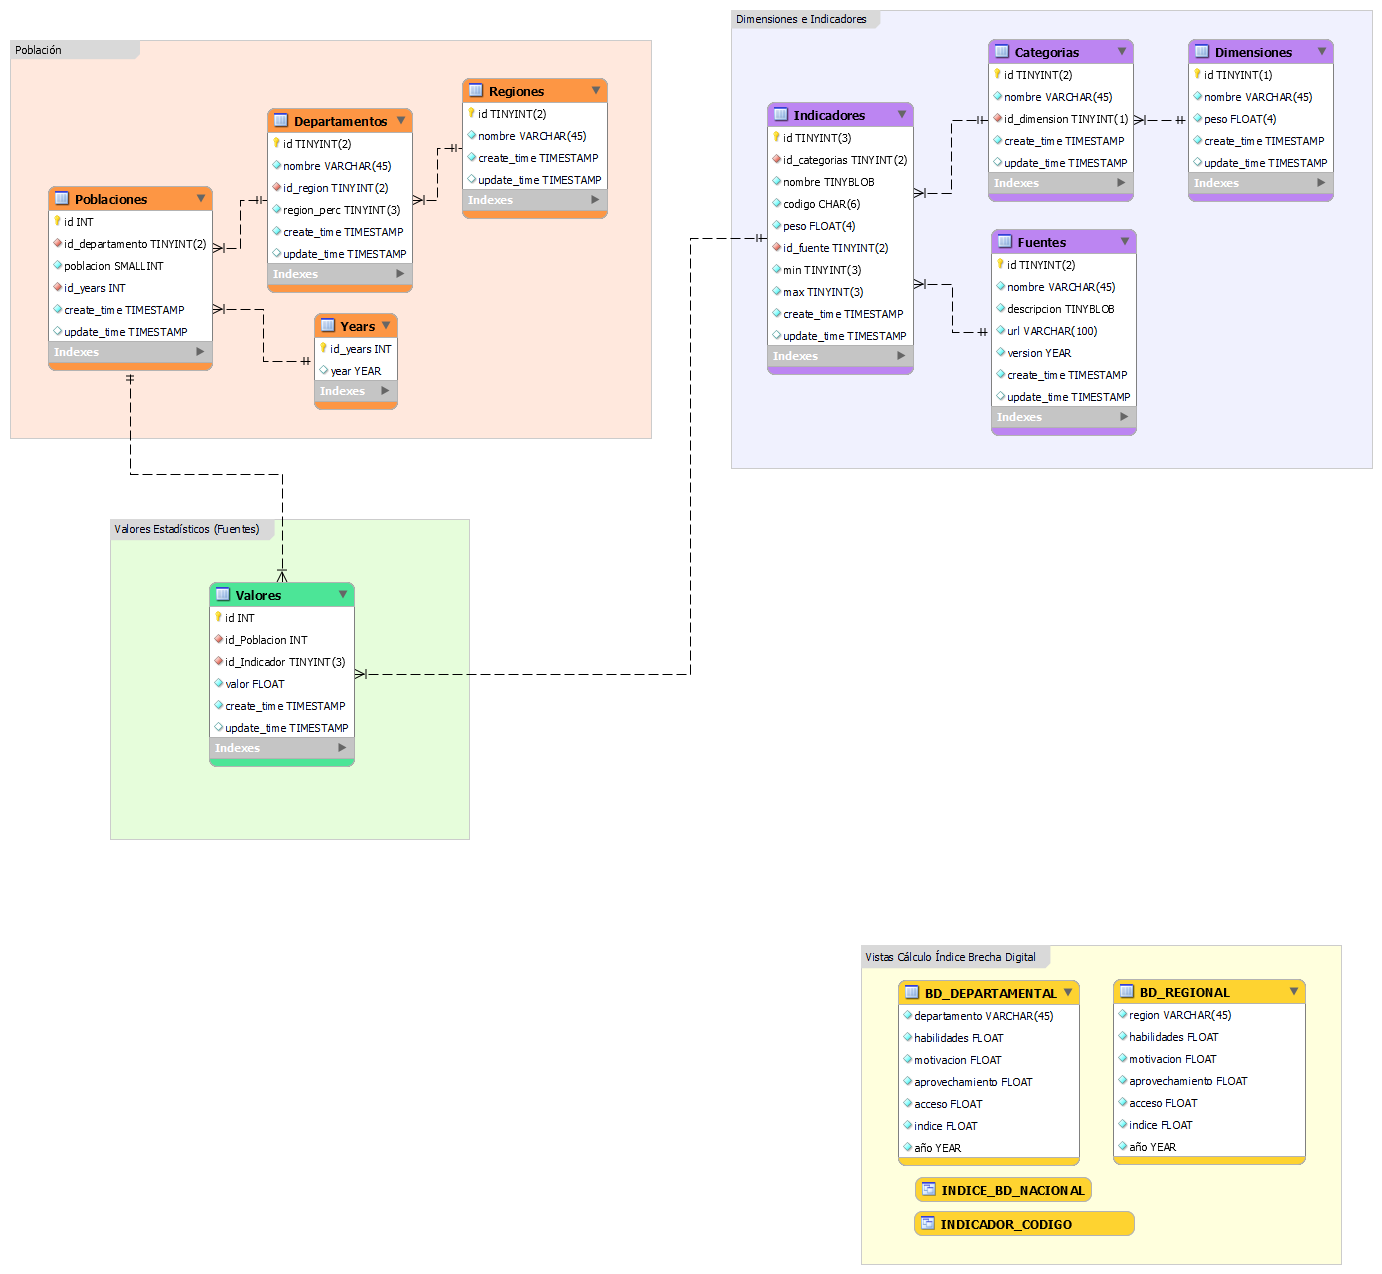 Población
Regiones
id TINYINT(2)
nombre VARCHAR(45)
create_time TIMESTAMP
update_time TIMESTAMP
Indexes
Departamentos
id TINYINT(2)
nombre VARCHAR(45)
id_region TINYINT(2)
region_perc TINYINT(3)
create_time TIMESTAMP
update_time TIMESTAMP
Indexes
Poblaciones
id INT
id_departamento TINYINT(2)
poblacion SMALLINT
id_years INT
create_time TIMESTAMP
update_time TIMESTAMP
Indexes
Years
id_years INT
year YEAR
Indexes
Dimensiones e Indicadores
Categorias
id TINYINT(2)
nombre VARCHAR(45)
id_dimension TINYINT(1)
create_time TIMESTAMP
update_time TIMESTAMP
Indexes
Dimensiones
id TINYINT(1)
nombre VARCHAR(45)
peso FLOAT(4)
create_time TIMESTAMP
update_time TIMESTAMP
Indexes
Indicadores
id TINYINT(3)
id_categorias TINYINT(2)
nombre TINYBLOB
codigo CHAR(6)
peso FLOAT(4)
id_fuente TINYINT(2)
min TINYINT(3)
max TINYINT(3)
create_time TIMESTAMP
update_time TIMESTAMP
Indexes
Fuentes
id TINYINT(2)
nombre VARCHAR(45)
descripcion TINYBLOB
url VARCHAR(100)
version YEAR
create_time TIMESTAMP
update_time TIMESTAMP
Indexes
Valores Estadísticos (Fuentes)
Valores
id INT
id_Poblacion INT
id_Indicador TINYINT(3)
valor FLOAT
create_time TIMESTAMP
update_time TIMESTAMP
Indexes
Vistas Cálculo Índice Brecha Digital
BD_DEPARTAMENTAL
departamento VARCHAR(45)
habilidades FLOAT
motivacion FLOAT
aprovechamiento FLOAT
acceso FLOAT
indice FLOAT
año YEAR
BD_REGIONAL
region VARCHAR(45)
habilidades FLOAT
motivacion FLOAT
aprovechamiento FLOAT
acceso FLOAT
indice FLOAT
año YEAR
INDICE_BD_NACIONAL
INDICADOR_CODIGO